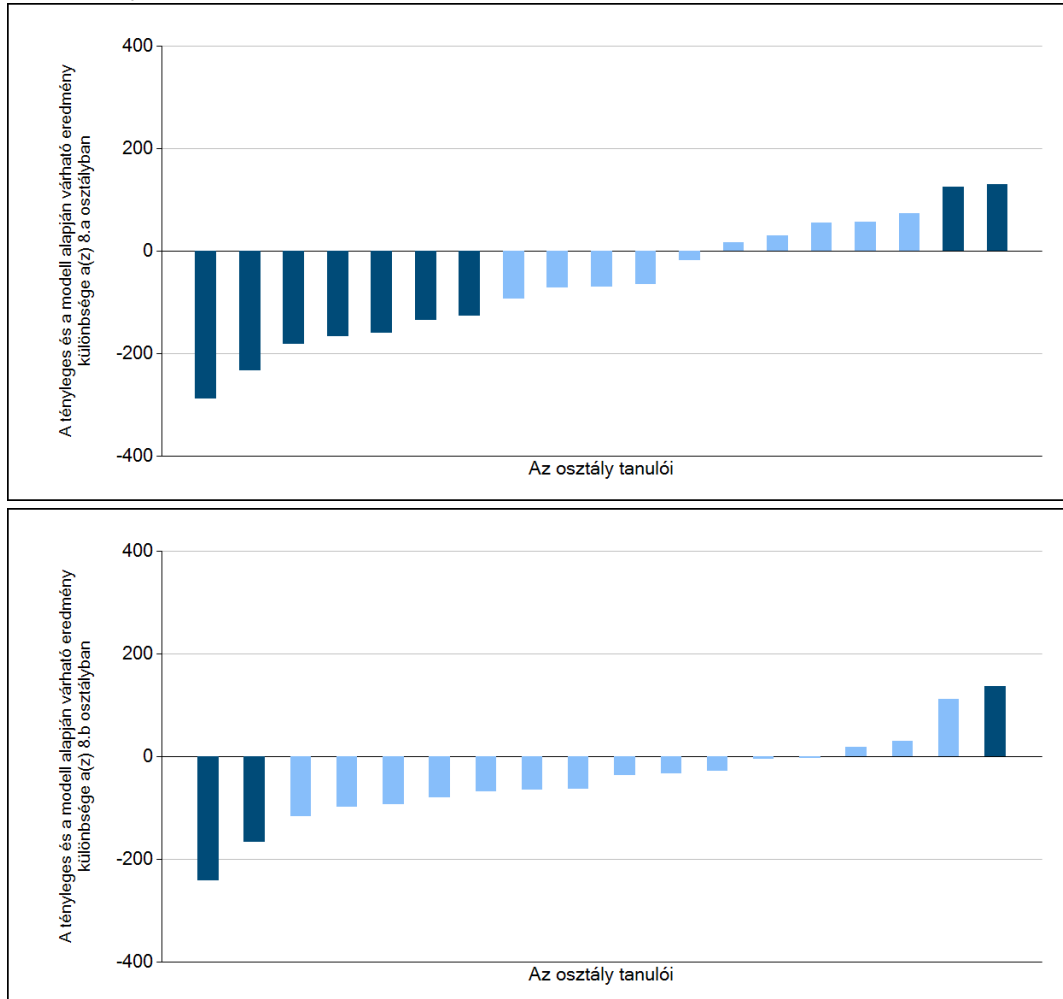 A tényleges és a modell alapján várható eredmény
különbsége a(z) 8.a osztályban
400
200
0
-200
-400
Az osztály tanulói
A tényleges és a modell alapján várható eredmény
különbsége a(z) 8.b osztályban
400
200
0
-200
-400
Az osztály tanulói